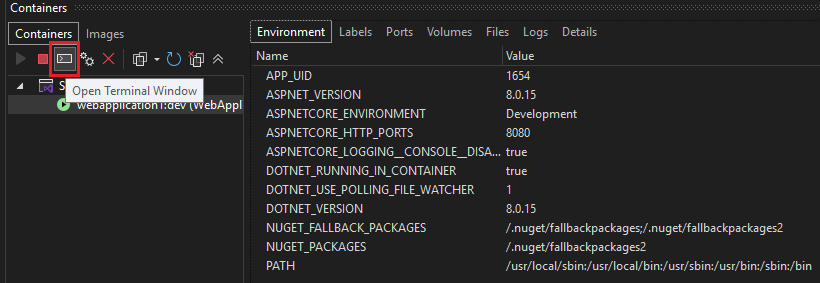 Containers
Containers Images
Environment Labels Ports Volumes Files Logs Details
Name Value
APP_UID 1654
ASPNET_VERSION 8.0.15
ASPNETCORE_ENVIRONMENT Development
ASPNETCORE_HTTP_PORTS 8080
ASPNETCORE_LOGGING__CONSOLE__DISA... true
DOTNET_RUNNING_IN_CONTAINER true
DOTNET_USE_POLLING_FILE_WATCHER 1
DOTNET_VERSION 8.0.15
NUGET_FALLBACK_PACKAGES /.nuget/fallbackpackages;/.nuget/fallbackpackages2
NUGET_PACKAGES /.nuget/fallbackpackages2
PATH /usr/local/sbin:/usr/local/bin:/usr/sbin:/usr/bin:/sbin:/bin
S
Open Terminal Window
webapplication1:dev (WebAppl